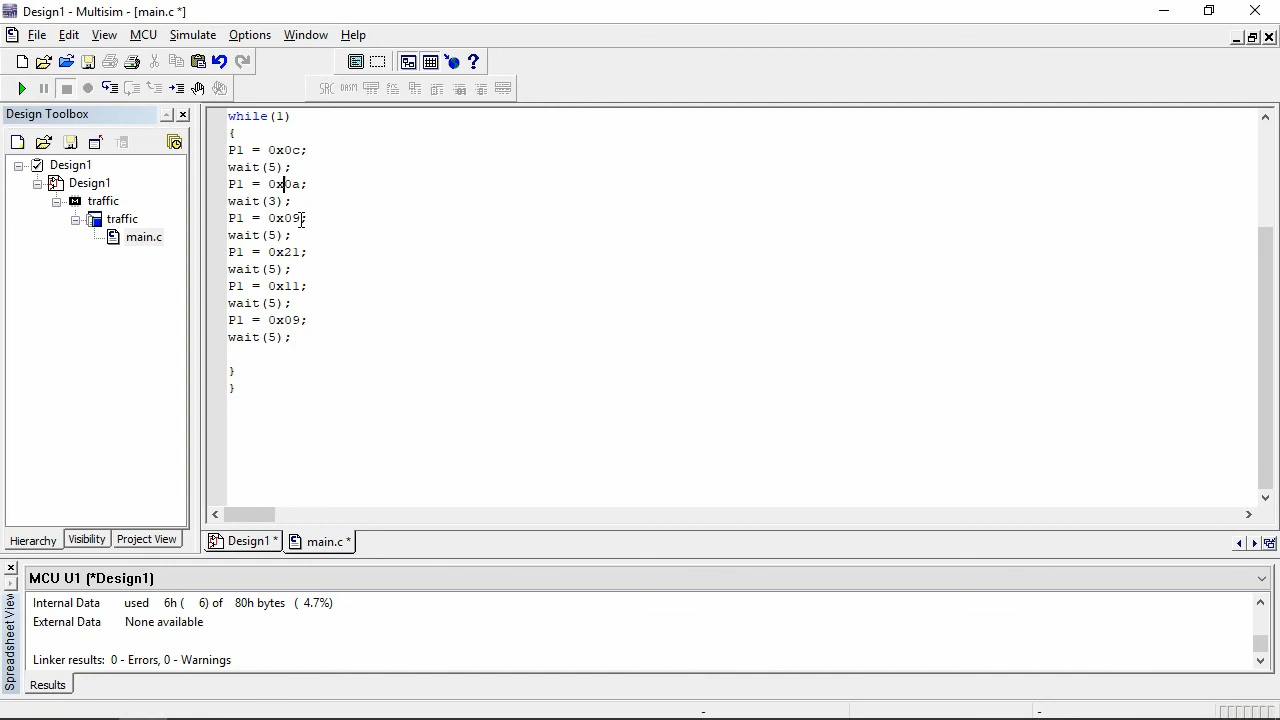 Design1 - Multisim - [main.c *]
File Edit View MCU Simulate Options Window Help
SRC DASM
Design Toolbox
Design1
Design1
traffic
traffic
main.c
Hierarchy Visibility Project View
while(1)
{
P1 = 0x0c;
wait(5);
P1 = 0x0a;
wait(3);
P1 = 0x09;
wait(5);
P1 = 0x21;
wait(5);
P1 = 0x11;
wait(5);
P1 = 0x09;
wait(5);
}
}
Design1 * main.c *
Spreadsheet View
MCU U1 (*Design1)
Internal Data used 6h ( 6) of 80h bytes ( 4.7%)
External Data None available
Linker results: 0 - Errors, 0 - Warnings
Results
- -